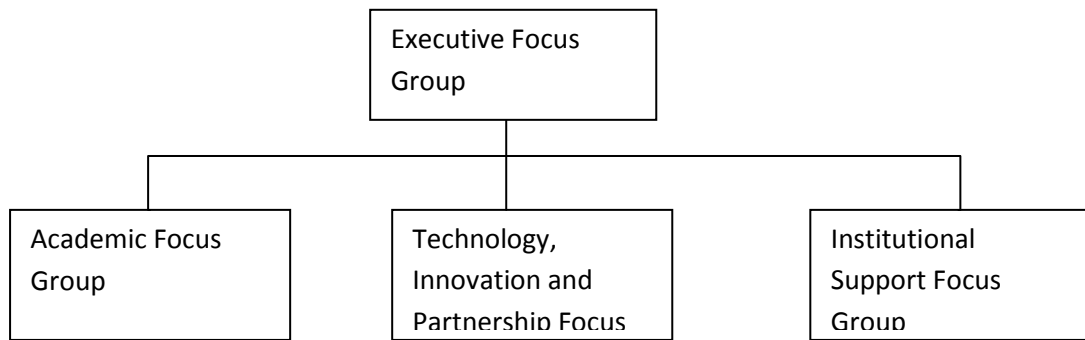 Executive Focus
Group
Academic Focus
Group
Technology,
Innovation and
Partnership Focus
Institutional
Support Focus
Group